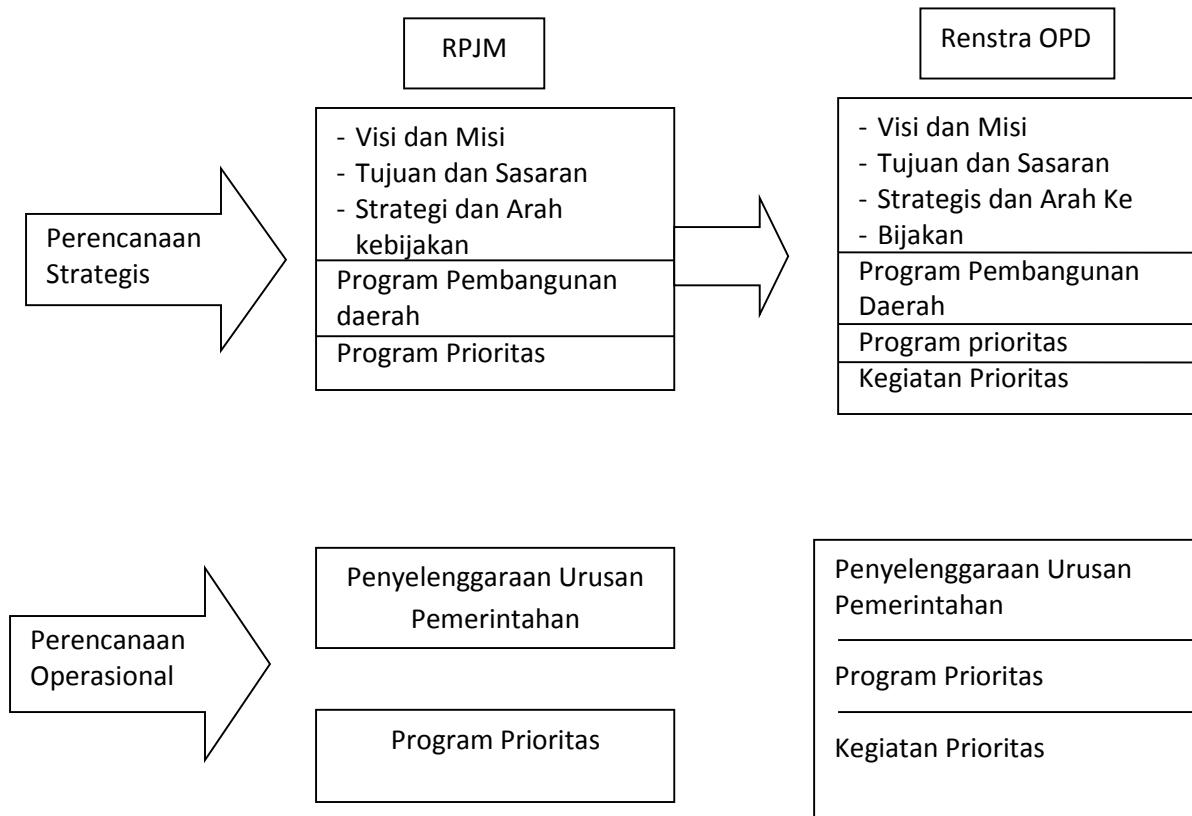 RPJM
Renstra OPD
Perencanaan
Strategis
- Visi dan Misi
- Tujuan dan Sasaran
- Strategi dan Arah
kebijakan
Program Pembangunan
daerah
Program Prioritas
- Visi dan Misi
- Tujuan dan Sasaran
- Strategis dan Arah Ke
- Bijakan
Program Pembangunan
Daerah
Program prioritas
Kegiatan Prioritas
Perencanaan
Operasional
Penyelenggaraan Urusan
Pemerintahan
Program Prioritas
Penyelenggaraan Urusan
Pemerintahan
Program Prioritas
Kegiatan Prioritas